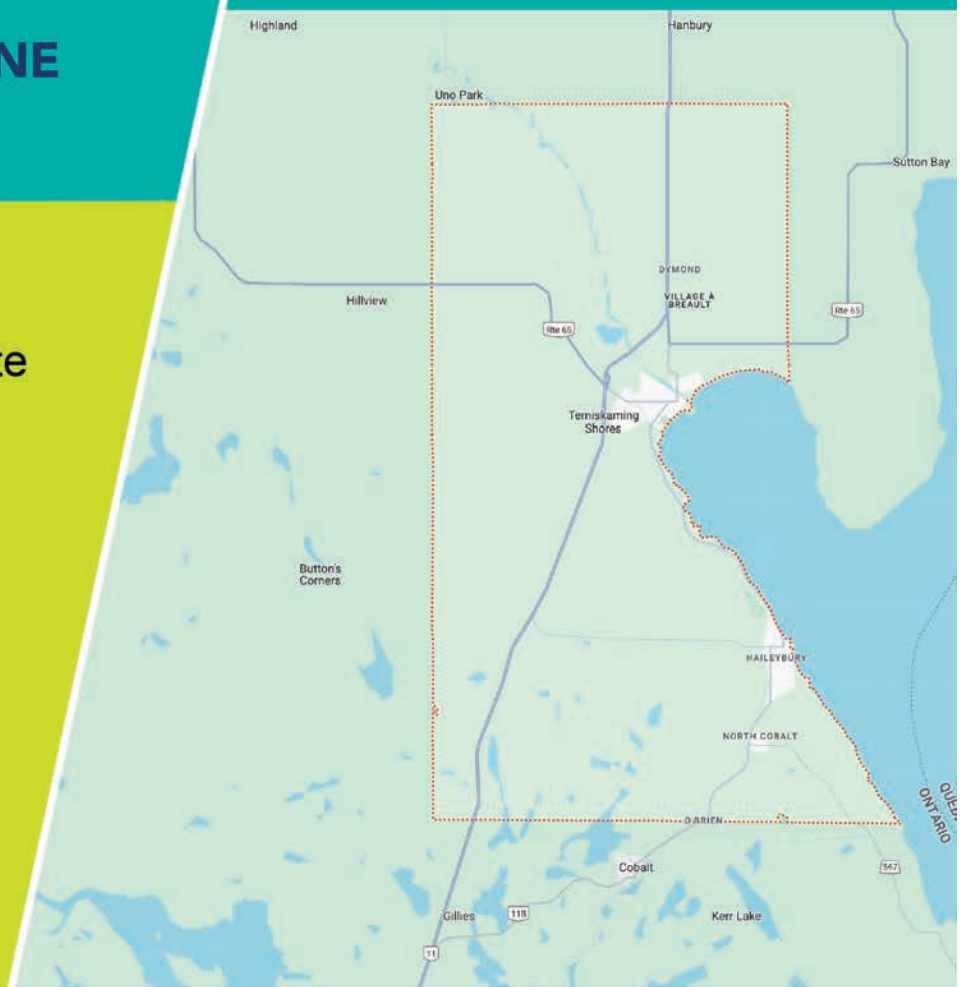 NE
te
Highland
Hanbury
Uno Park
Sutton Bay
DYMOND
VILLAGE À
BREAULT
Hillview
Rte 65
Rte 65
Temiskaming
Shores
Button's
Corners
HAILEYBURY
NORTH COBALT
O'BRIEN
QUÉB
ONTARIO
Cobalt
567
Gillies
11B
Kerr Lake
11